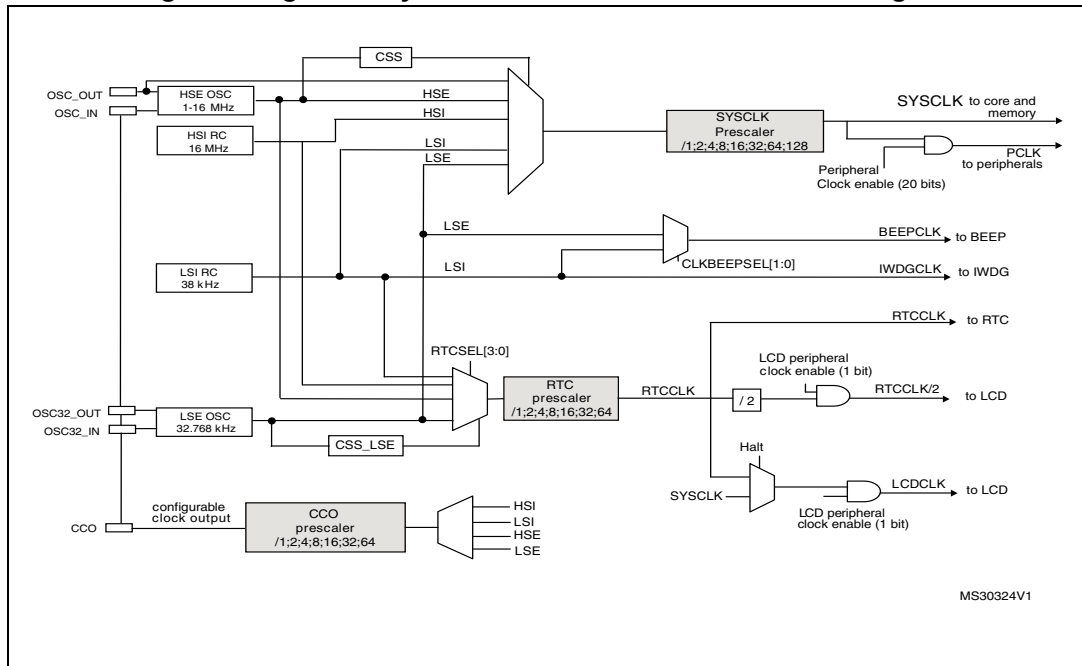 CSS
OSC_OUT
OSC_IN
HSE OSC
1-16 MHz
HSE
HSI RC
16 MHz
HSI
LSI
LSE
SYSCLK
Prescaler
/1;2;4;8;16;32;64;128
SYSCLK to core and
memory
PCLK
to peripherals
Peripheral
Clock enable (20 bits)
LSE
BEEPCLK
to BEEP
CLKBEEPSEL[1:0]
LSI RC
38 kHz
LSI
IWDGCLK
to IWDG
RTCCLK
to RTC
RTCSEL[3:0]
LCD peripheral
clock enable (1 bit)
RTC
prescaler
/1;2;4;8;16;32;64
RTCCLK
/ 2
RTCCLK/2
to LCD
OSC32_OUT
OSC32_IN
LSE OSC
32.768 kHz
CSS_LSE
Halt
SYSCLK
LCDCLK
to LCD
LCD peripheral
clock enable (1 bit)
CCO
configurable
clock output
CCO
prescaler
/1;2;4;8;16;32;64
HSI
LSI
HSE
LSE
MS30324V1